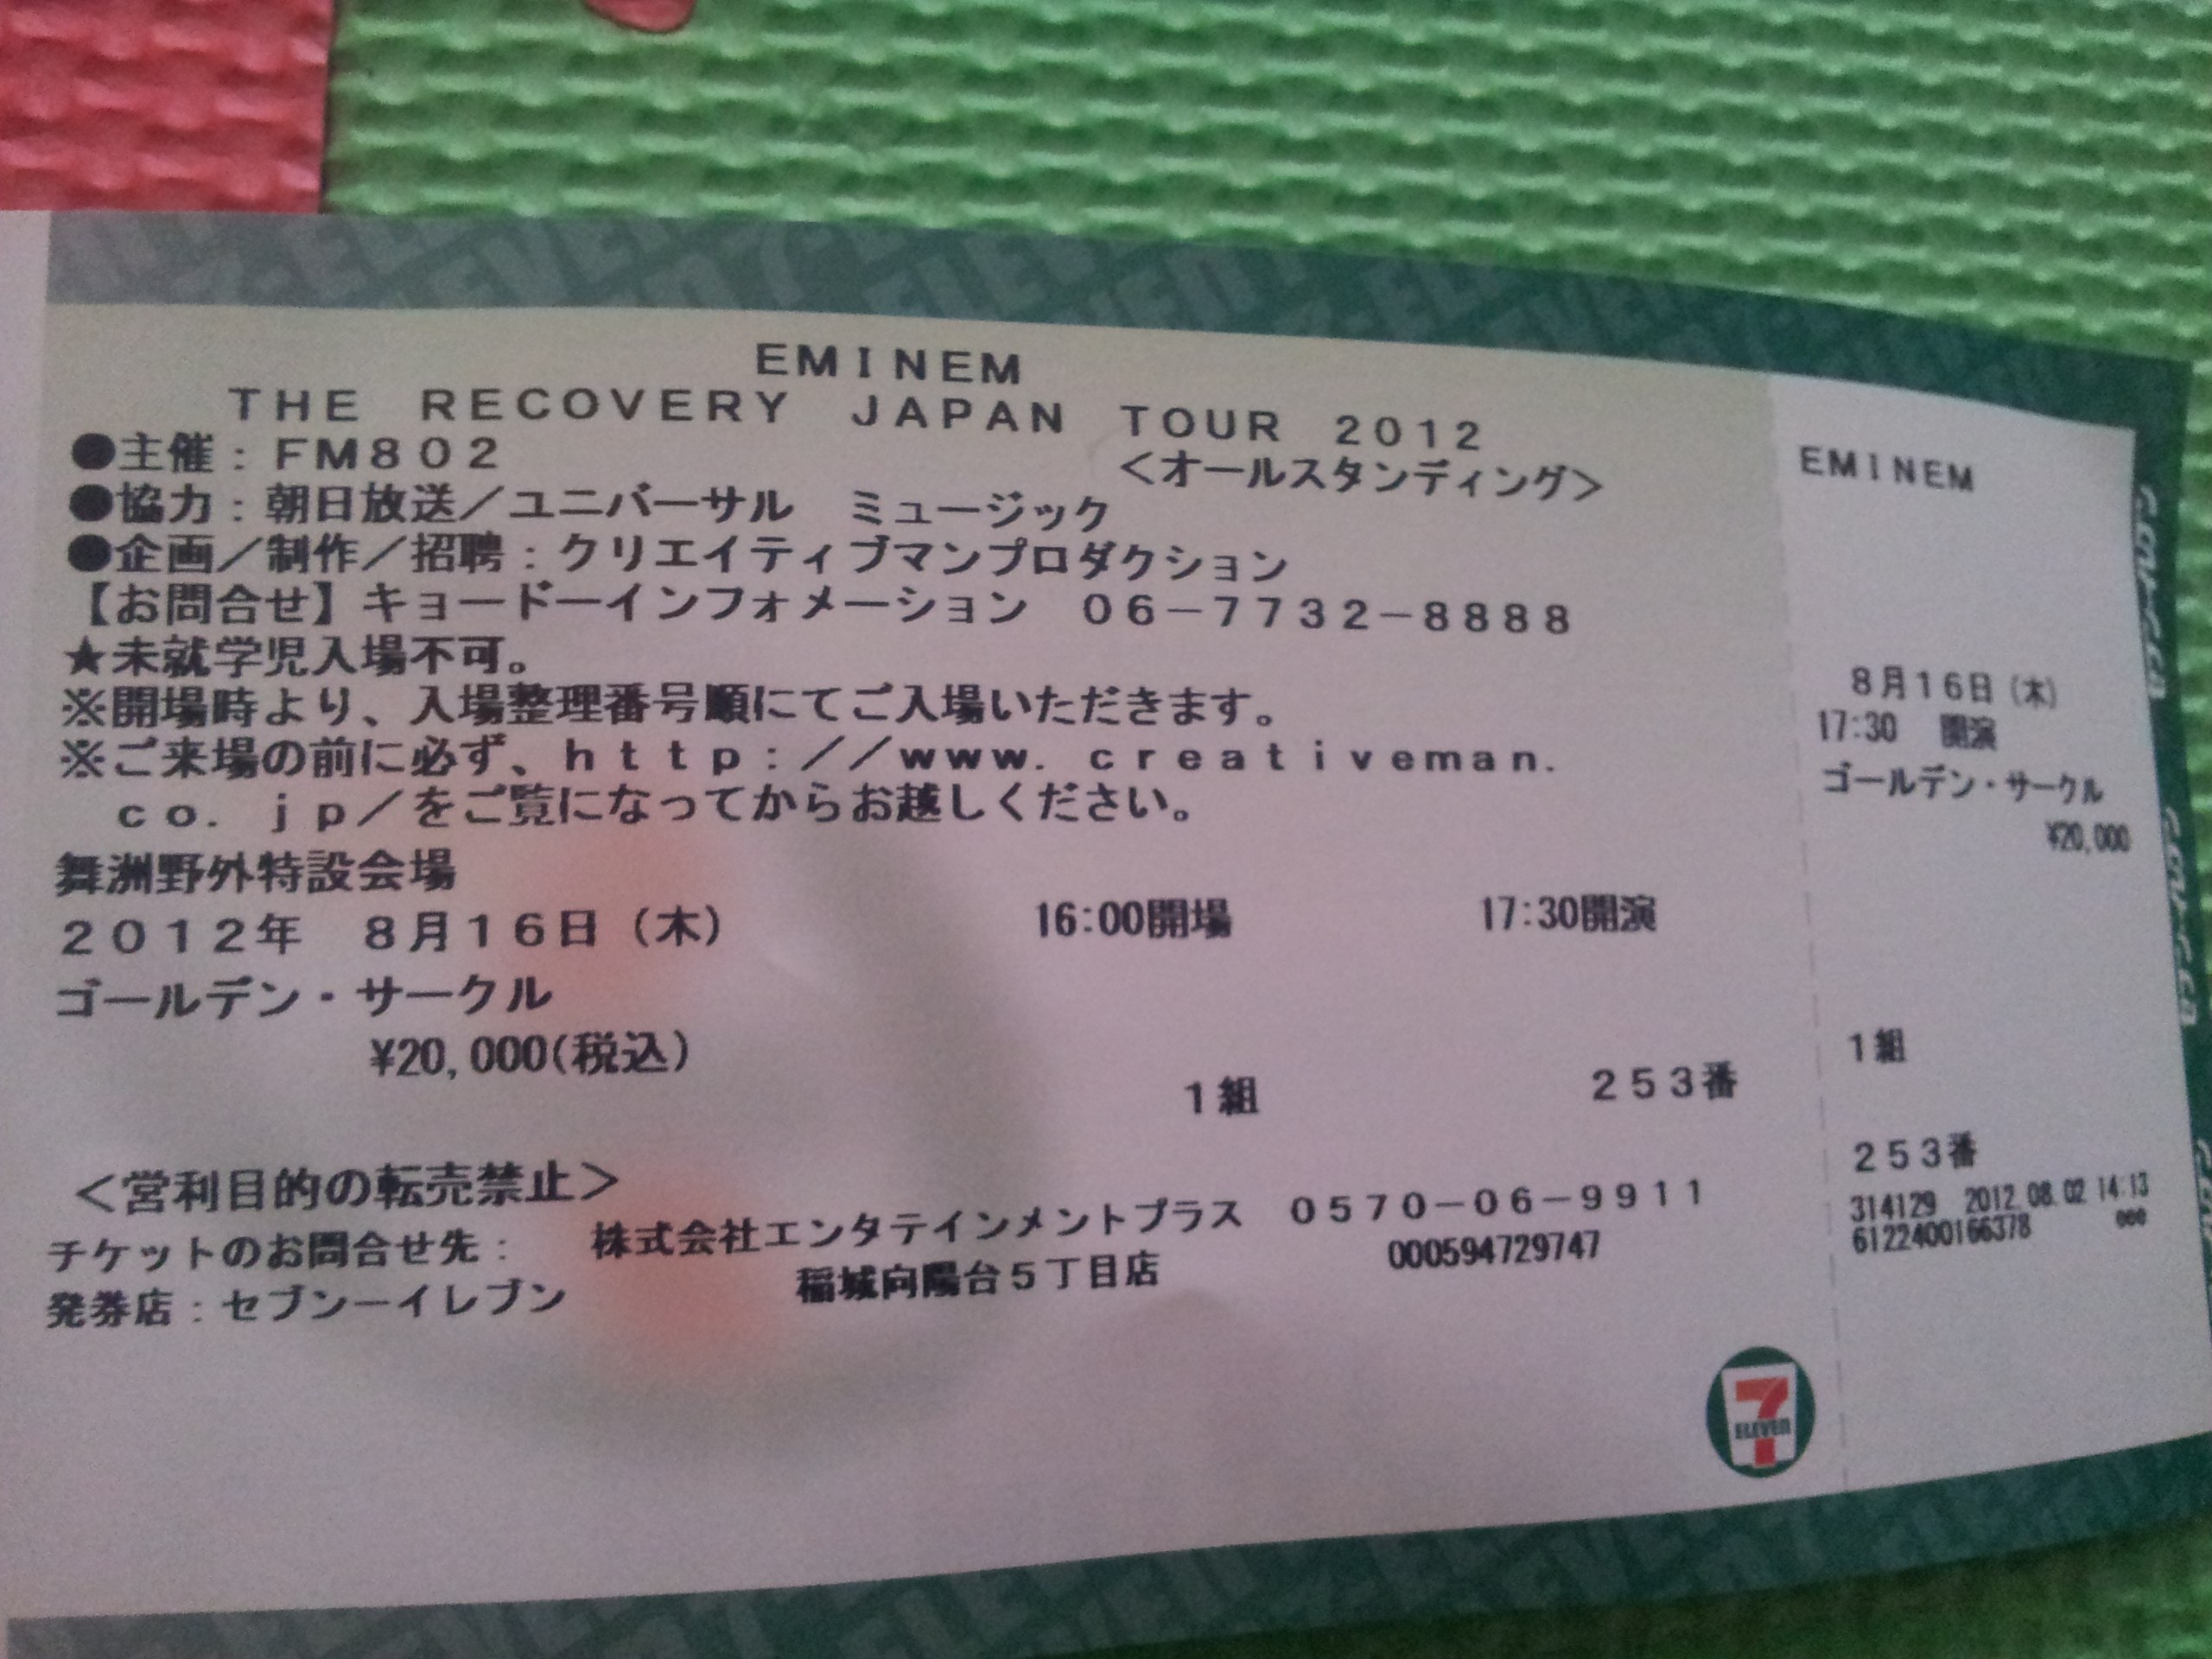 EMINEM
THE RECOVERY JAPAN TOUR 2012
●主催：FM802 <オールスタンディング>
●協力：朝日放送／ユニバーサル ミュージック
●企画／制作／招聘：クリエイティブマンプロダクション
【お問合せ】キョードーインフォメーション 06－7732－8888
★未就学児入場不可。
※開場時より、入場整理番号順にてご入場いただきます。
※ご来場の前に必ず、http：//www. creativeman.
co. jp／をご覧になってからお越しください。
舞洲野外特設会場
2012年 8月16日（木） 16:00開場 17:30開演
ゴールデン・サークル
¥20,000(税込)
1組 253番
<営利目的の転売禁止>
チケットのお問合せ先： 株式会社エンタテインメントプラス 0570－06－9911
発券店：セブン－イレブン 稲城向陽台5丁目店 000594729747
7
ELEVEN
EMINEM
8月16日（木）
17:30 開演
ゴールデン・サークル
¥20,000
1組
253番
314129 2012.08.02 14:13
6122400166378 000